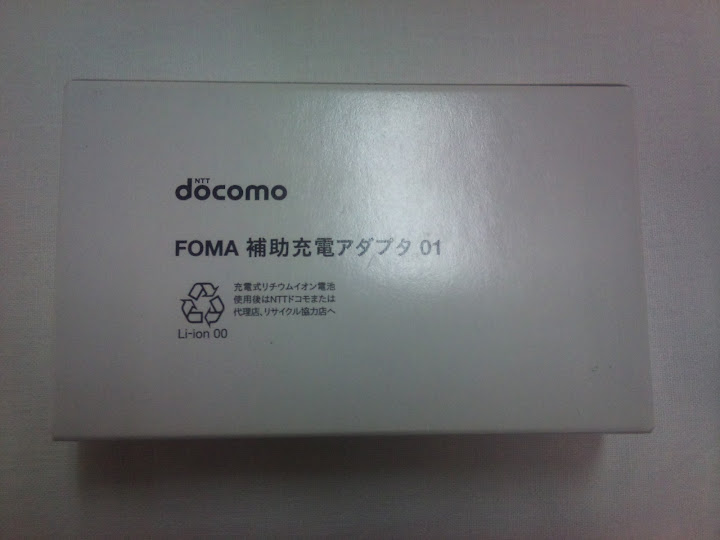 NTT
docomo
FOMA 補助充電アダプタ 01
充電式リチウムイオン電池
使用後はNTTドコモまたは
代理店、リサイクル協力店へ
Li-ion 00